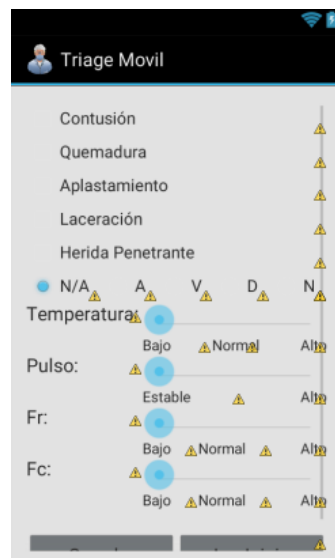 Triage Movil
Contusión
Quemadura
Aplastamiento
Laceración
Herida Penetrante
N/A A V D N
Temperatura:
Bajo Normal Alto
Pulso:
Estable Alto
Fr:
Bajo Normal Alto
Fc:
Bajo Normal Alto